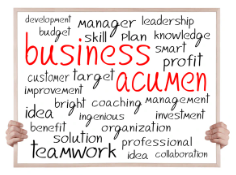 development manager leadership
budget skill plan knowledge
business smart
profit
customer target acumen
improvement
bright coaching management
idea ingenious investment
benefit organization
solution professional
teamwork idea collaboration